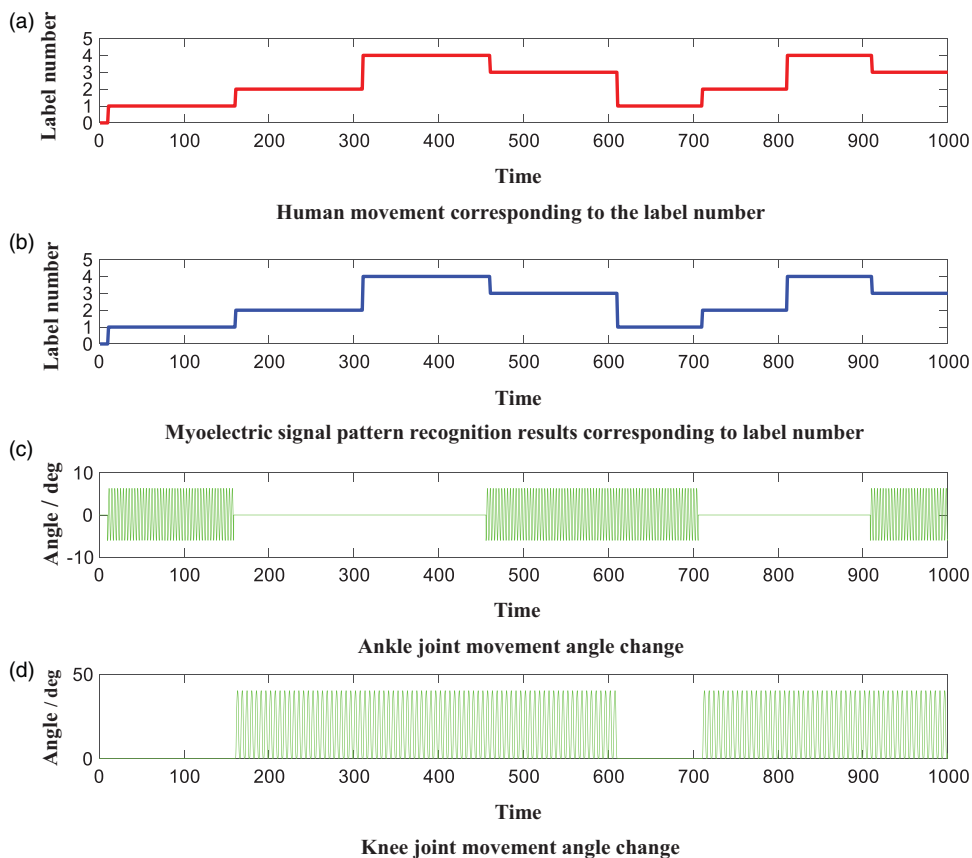 (a)
Label number
5
4
3
2
1
0
0 100 200 300 400 500 600 700 800 900 1000
Time
Human movement corresponding to the label number
(b)
Label number
5
4
3
2
1
0
0 100 200 300 400 500 600 700 800 900 1000
Time
Myoelectric signal pattern recognition results corresponding to label number
(c)
Angle / deg
10
0
-10
0 100 200 300 400 500 600 700 800 900 1000
Time
Ankle joint movement angle change
(d)
Angle / deg
50
0
0 100 200 300 400 500 600 700 800 900 1000
Time
Knee joint movement angle change